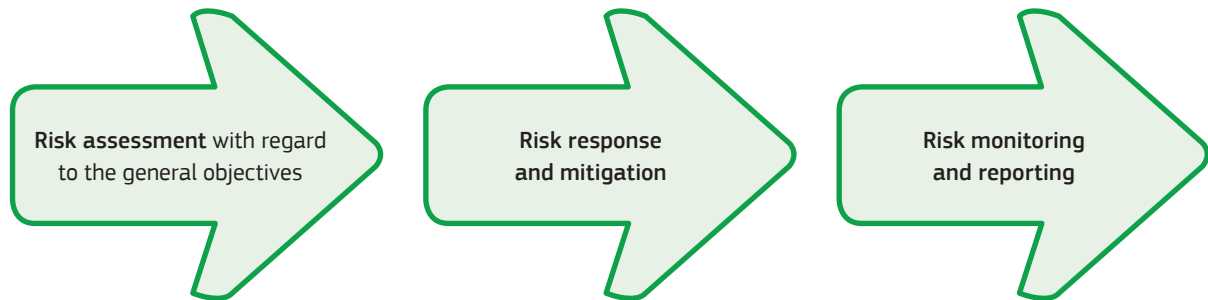 Risk assessment with regard
to the general objectives
Risk response
and mitigation
Risk monitoring
and reporting